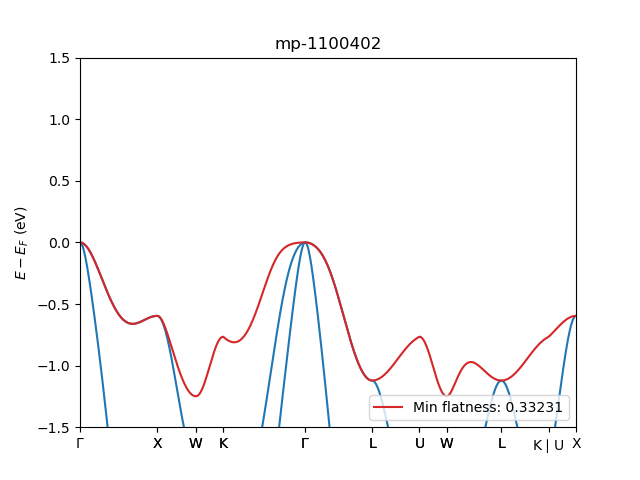 mp-1100402
E − E_F (eV)
1.5
1.0
0.5
0.0
−0.5
−1.0
−1.5
Min flatness: 0.33231
Γ X W K Γ L U W L K | U X